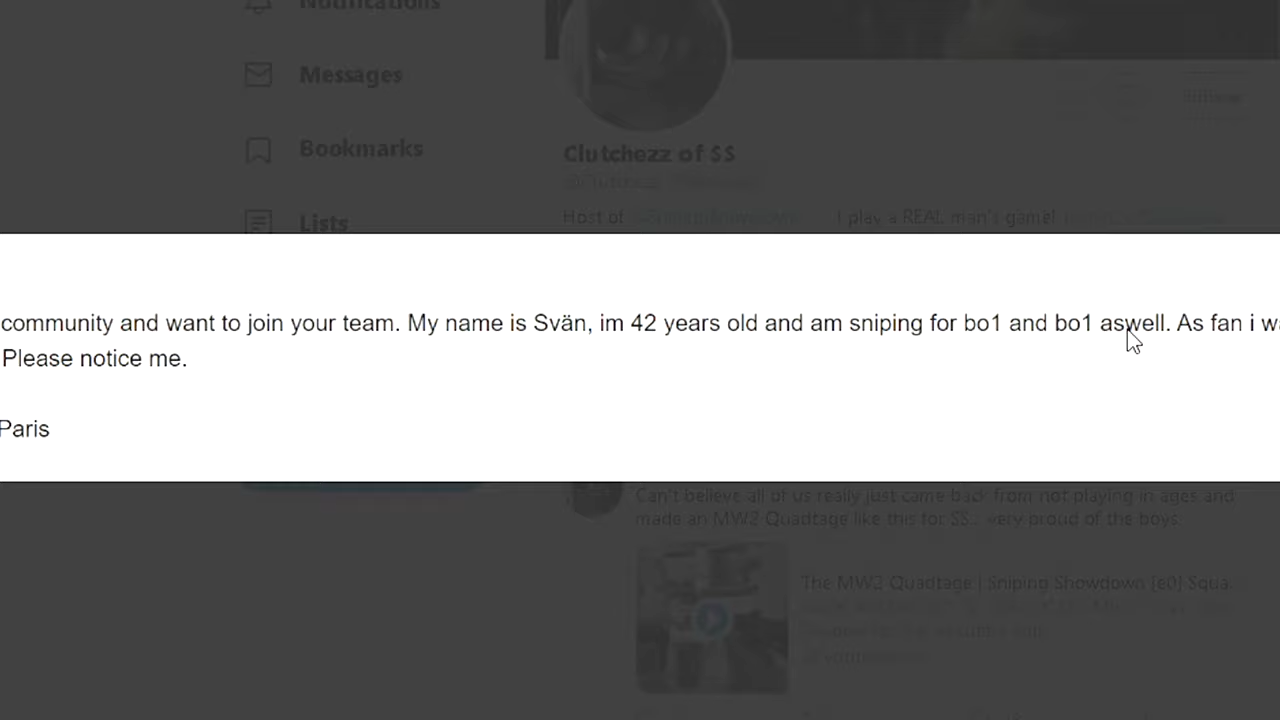 Notifications
Messages
Bookmarks
Lists
Clutchezz of $$
Host of
I play a REAL man's game!
community and want to join your team. My name is Svän, im 42 years old and am sniping for bo1 and bo1 aswell. As fan i wa
Please notice me.
Paris
Can't believe all of us really just came back from not playing in ages and
made an MW2 Quadtage like this for SS... very proud of the boys
The MW2 Quadtage | Sniping Showdown [e0] Squa..